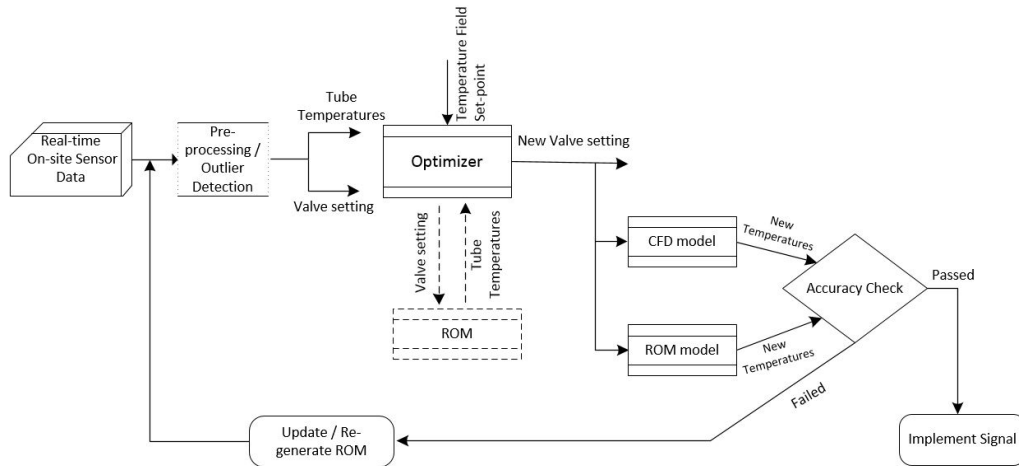 Real-time
On-site Sensor
Data
Pre-
processing /
Outlier
Detection
Tube
Temperatures
Valve setting
Temperature Field
Set-point
Optimizer
New Valve setting
Valve setting
Tube
Temperatures
ROM
CFD model
New
Temperatures
ROM model
New
Temperatures
Accuracy Check
Passed
Failed
Update / Re-
generate ROM
Implement Signal